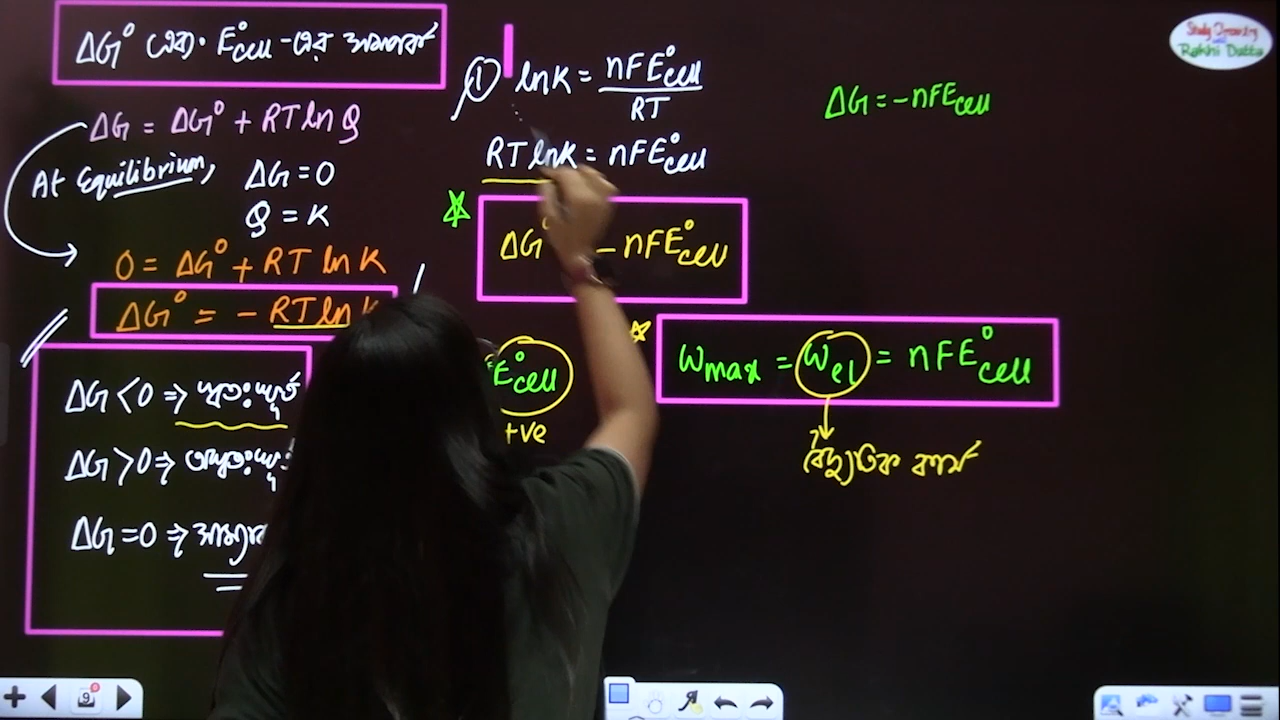 ΔG° এবং E°cell-এর সম্পর্ক
ΔG = ΔG° + RT ln Q
At Equilibrium, ΔG = 0
Q = K
0 = ΔG° + RT ln K
ΔG° = - RT ln K
ΔG < 0 ⇒ স্বতঃস্ফূর্ত
ΔG > 0 ⇒ অস্বতঃস্ফূর্ত
ΔG = 0 ⇒
① ln K = nFE°cell / RT
RT ln K = nFE°cell
ΔG° - nFE°cell
E°cell
+ve
ΔG = -nFEcell
Wmax = Wel = nFE°cell
বৈদ্যুতিক কার্য
Study Chemistry
with
Rakhi Dutta
9